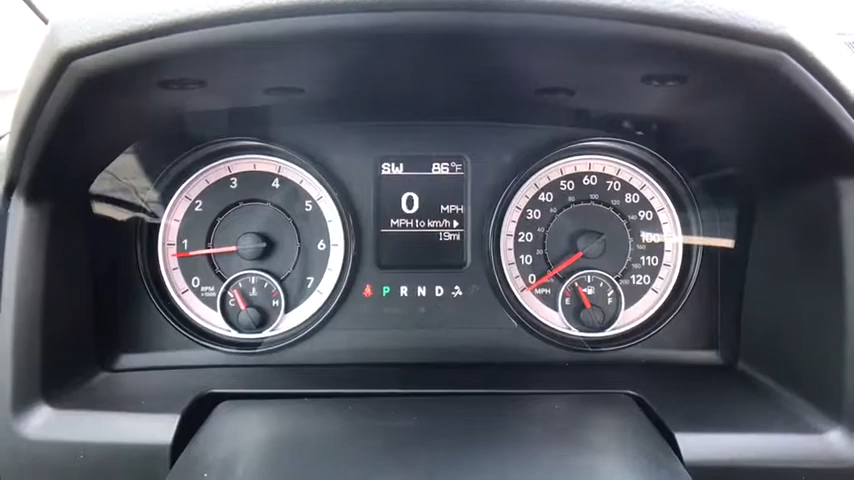 SW 86°F
0 MPH
MPH to km/h
19mi
0 1 2 3 4 5 6 7
RPM
x1000
C H
P R N D
0 10 20 30 40 50 60 70 80 90 100 110 120
MPH
E F